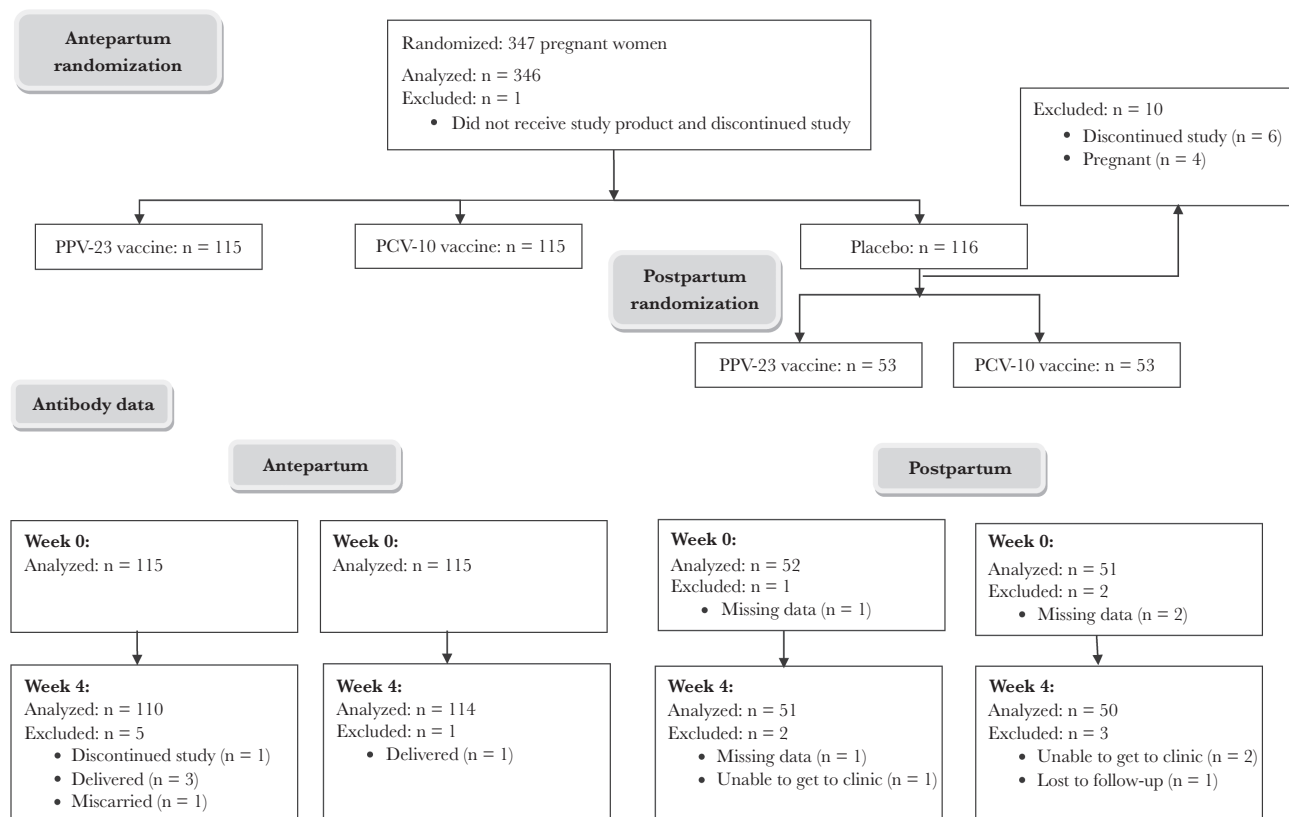 Antepartum
randomization
Randomized: 347 pregnant women
Analyzed: n = 346
Excluded: n = 1
• Did not receive study product and discontinued study
Excluded: n = 10
• Discontinued study (n = 6)
• Pregnant (n = 4)
PPV-23 vaccine: n = 115
PCV-10 vaccine: n = 115
Placebo: n = 116
Postpartum
randomization
PPV-23 vaccine: n = 53
PCV-10 vaccine: n = 53
Antibody data
Antepartum
Postpartum
Week 0:
Analyzed: n = 115
Week 0:
Analyzed: n = 115
Week 0:
Analyzed: n = 52
Excluded: n = 1
• Missing data (n = 1)
Week 0:
Analyzed: n = 51
Excluded: n = 2
• Missing data (n = 2)
Week 4:
Analyzed: n = 110
Excluded: n = 5
• Discontinued study (n = 1)
• Delivered (n = 3)
• Miscarried (n = 1)
Week 4:
Analyzed: n = 114
Excluded: n = 1
• Delivered (n = 1)
Week 4:
Analyzed: n = 51
Excluded: n = 2
• Missing data (n = 1)
• Unable to get to clinic (n = 1)
Week 4:
Analyzed: n = 50
Excluded: n = 3
• Unable to get to clinic (n = 2)
• Lost to follow-up (n = 1)